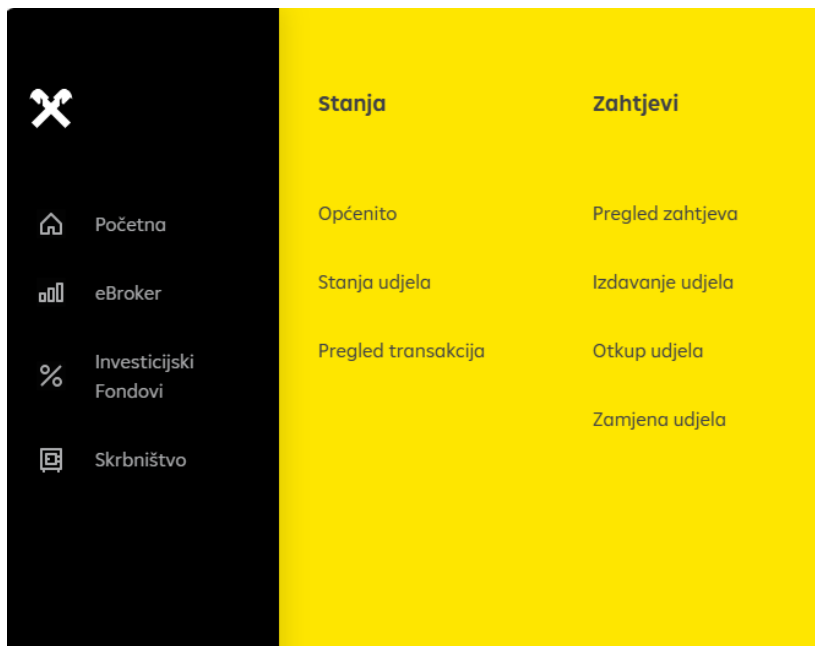 Početna
eBroker
Investicijski
Fondovi
Skrbništvo
Stanja
Općenito
Stanja udjela
Pregled transakcija
Zahtjevi
Pregled zahtjeva
Izdavanje udjela
Otkup udjela
Zamjena udjela